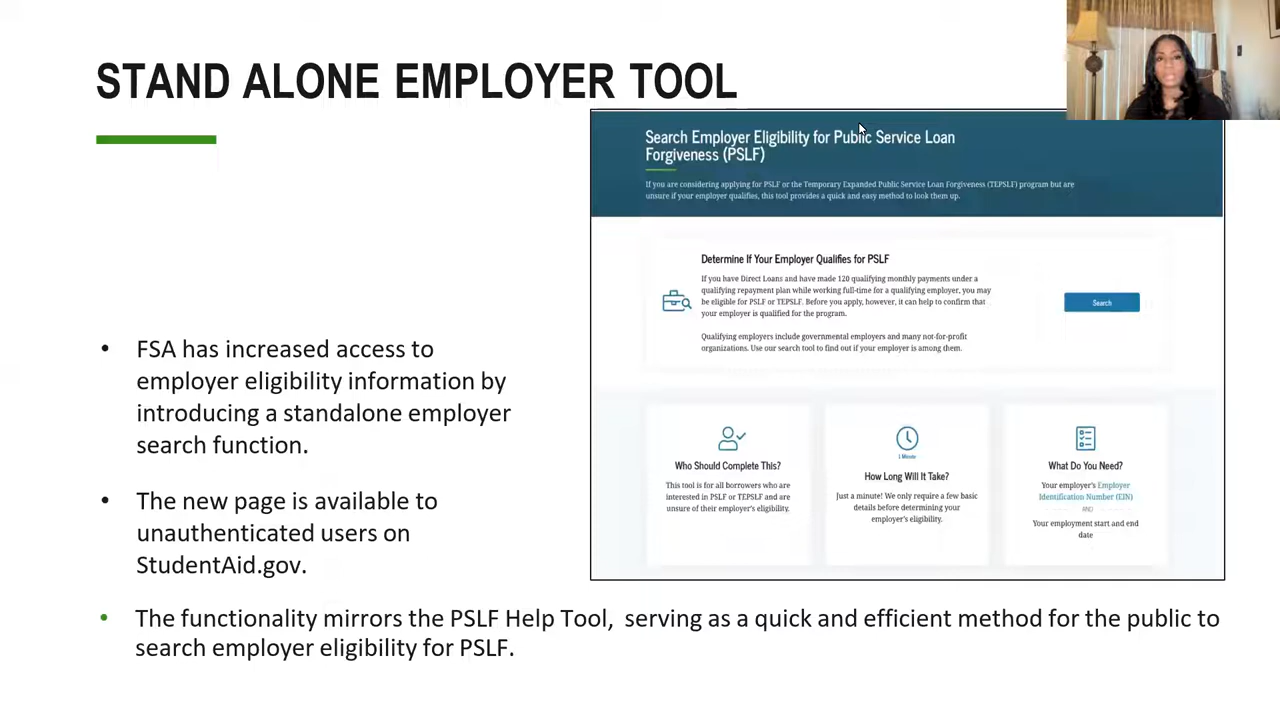 STAND ALONE EMPLOYER TOOL
Search Employer Eligibility for Public Service Loan
Forgiveness (PSLF)
If you are considering applying for PSLF or the Temporary Expanded Public Service Loan Forgiveness (TEPSLF) program but are
unsure if your employer qualifies, this tool provides a quick and easy method to look them up.
Determine If Your Employer Qualifies for PSLF
If you have Direct Loans and have made 120 qualifying monthly payments under a
qualifying repayment plan while working full-time for a qualifying employer, you may
be eligible for PSLF or TEPSLF. Before you apply, however, it can help to confirm that
your employer is qualified for the program.
Qualifying employers include governmental employers and many not-for-profit
organizations. Use our search tool to find out if your employer is among them.
Search
Who Should Complete This?
This tool is for all borrowers who are
interested in PSLF or TEPSLF and are
unsure of their employer's eligibility.
1 Minute
How Long Will It Take?
Just a minute! We only require a few basic
details before determining your
employer's eligibility.
What Do You Need?
Your employer's Employer
Identification Number (EIN)
AND
Your employment start and end
date
• FSA has increased access to
employer eligibility information by
introducing a standalone employer
search function.
• The new page is available to
unauthenticated users on
StudentAid.gov.
• The functionality mirrors the PSLF Help Tool, serving as a quick and efficient method for the public to
search employer eligibility for PSLF.